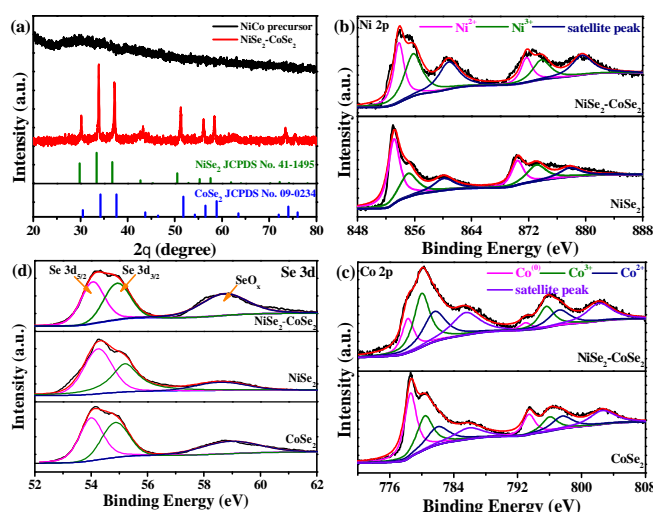 (a)
NiCo precursor
NiSe₂-CoSe₂
NiSe₂ JCPDS No. 41-1495
CoSe₂ JCPDS No. 09-0234
Intensity (a.u.)
20 30 40 50 60 70 80
2q (degree)
(b) Ni 2p
Ni²⁺ Ni³⁺ satellite peak
NiSe₂-CoSe₂
NiSe₂
Intensity (a.u.)
848 856 864 872 880 888
Binding Energy (eV)
(d) Se 3d
Se 3d₅/₂ Se 3d₃/₂ SeOₓ
NiSe₂-CoSe₂
NiSe₂
CoSe₂
Intensity (a.u.)
52 54 56 58 60 62
Binding Energy (eV)
(c) Co 2p
Co⁽⁰⁾ Co³⁺ Co²⁺
satellite peak
NiSe₂-CoSe₂
CoSe₂
Intensity (a.u.)
776 784 792 800 808
Binding Energy (eV)